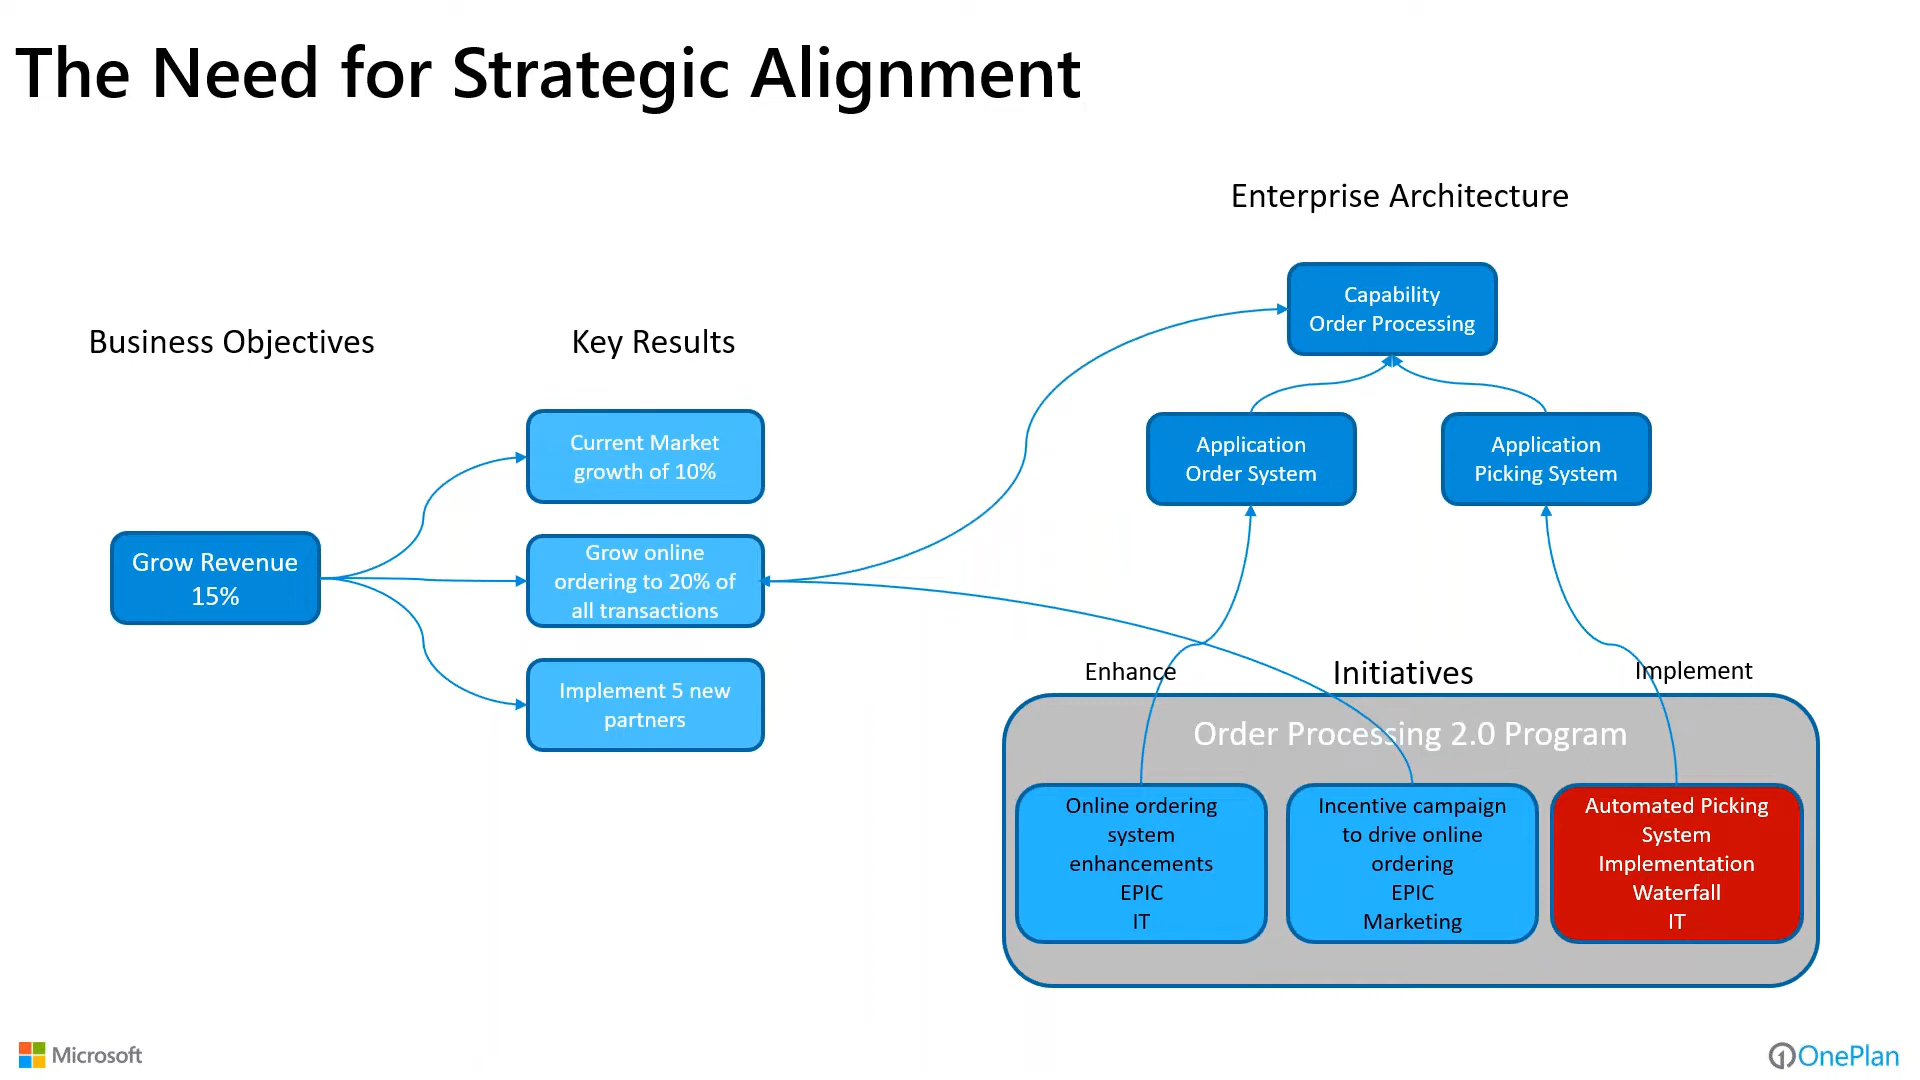 The Need for Strategic Alignment
Enterprise Architecture
Business Objectives
Key Results
Capability
Order Processing
Current Market
growth of 10%
Application
Order System
Application
Picking System
Grow Revenue
15%
Grow online
ordering to 20% of
all transactions
Implement 5 new
partners
Enhance
Initiatives
Implement
Order Processing 2.0 Program
Online ordering
system
enhancements
EPIC
IT
Incentive campaign
to drive online
ordering
EPIC
Marketing
Automated Picking
System
Implementation
Waterfall
IT
Microsoft
OnePlan